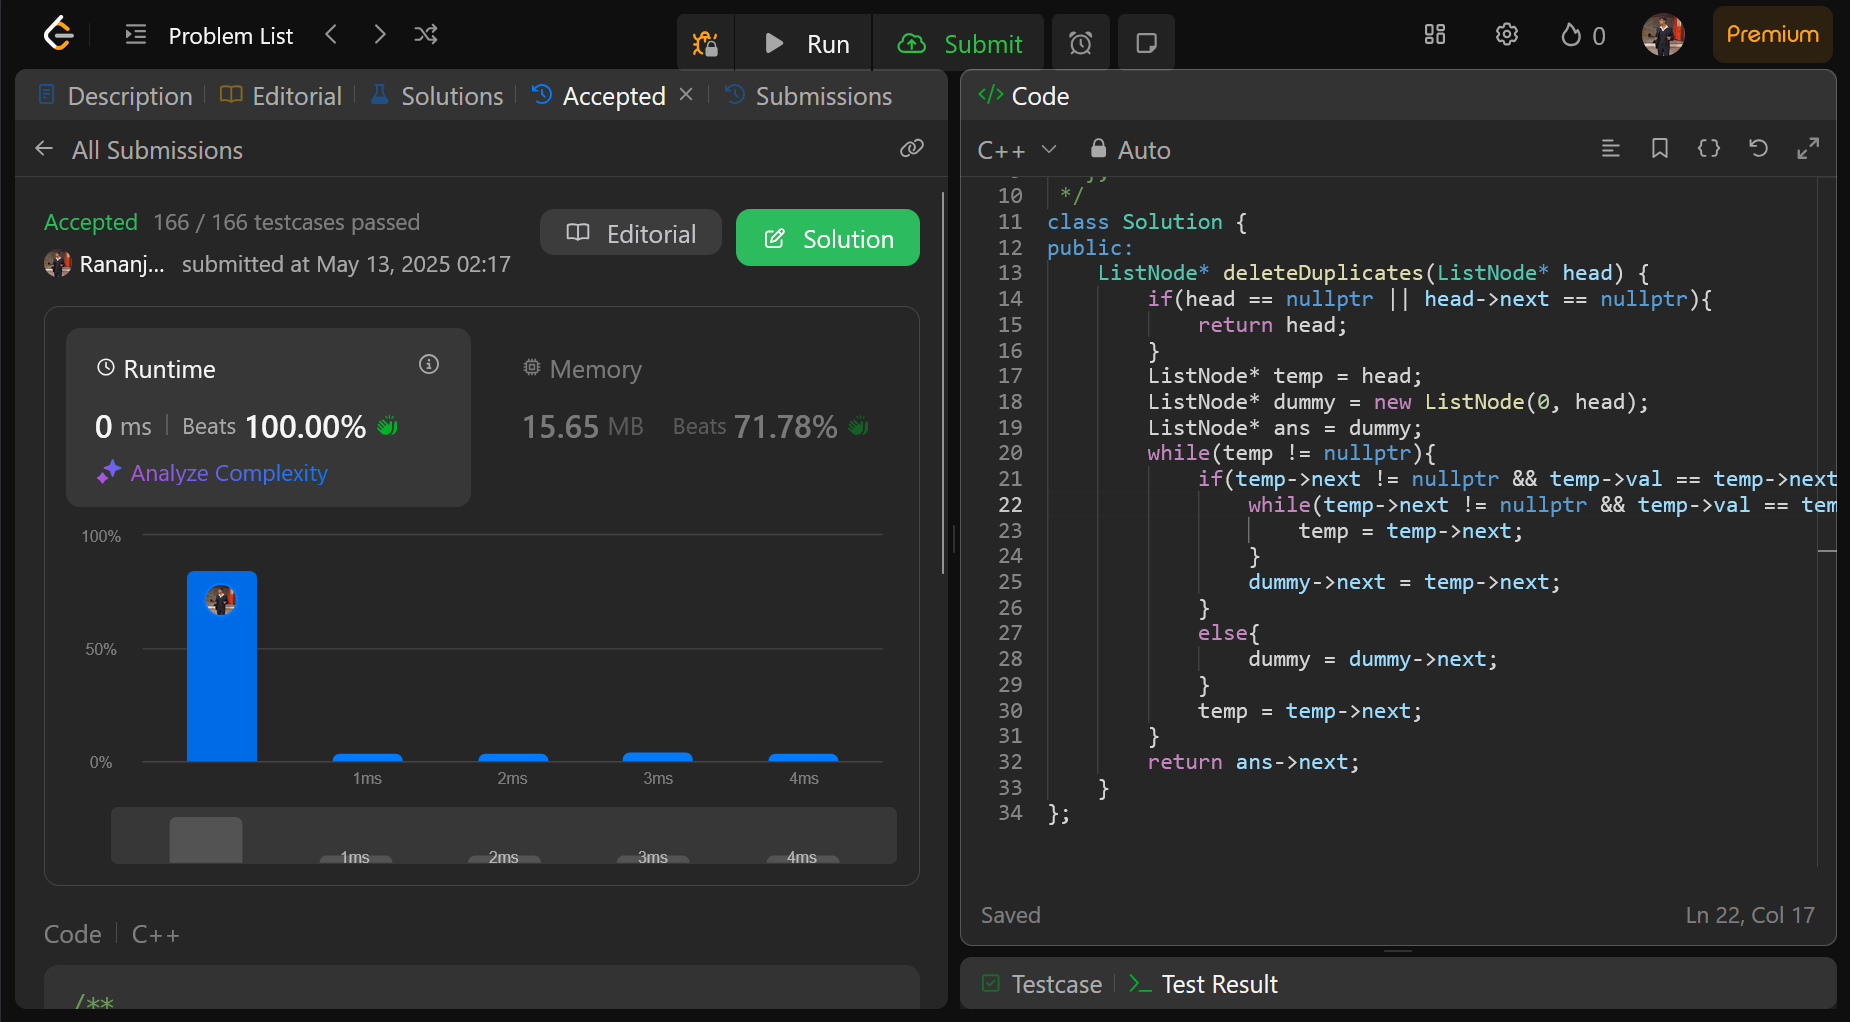 Problem List
Run
Submit
0
Premium
Description
Editorial
Solutions
Accepted
Submissions
All Submissions
Accepted 166 / 166 testcases passed
Rananj... submitted at May 13, 2025 02:17
Editorial
Solution
Runtime
0 ms Beats 100.00%
Analyze Complexity
Memory
15.65 MB Beats 71.78%
100%
50%
0%
1ms 2ms 3ms 4ms
1ms 2ms 3ms 4ms
Code C++
/**
</> Code
C++ Auto
10 */
11 class Solution {
12 public:
13 ListNode* deleteDuplicates(ListNode* head) {
14 if(head == nullptr || head->next == nullptr){
15 return head;
16 }
17 ListNode* temp = head;
18 ListNode* dummy = new ListNode(0, head);
19 ListNode* ans = dummy;
20 while(temp != nullptr){
21 if(temp->next != nullptr && temp->val == temp->next
22 while(temp->next != nullptr && temp->val == tem
23 temp = temp->next;
24 }
25 dummy->next = temp->next;
26 }
27 else{
28 dummy = dummy->next;
29 }
30 temp = temp->next;
31 }
32 return ans->next;
33 }
34 };
Saved
Ln 22, Col 17
Testcase
Test Result